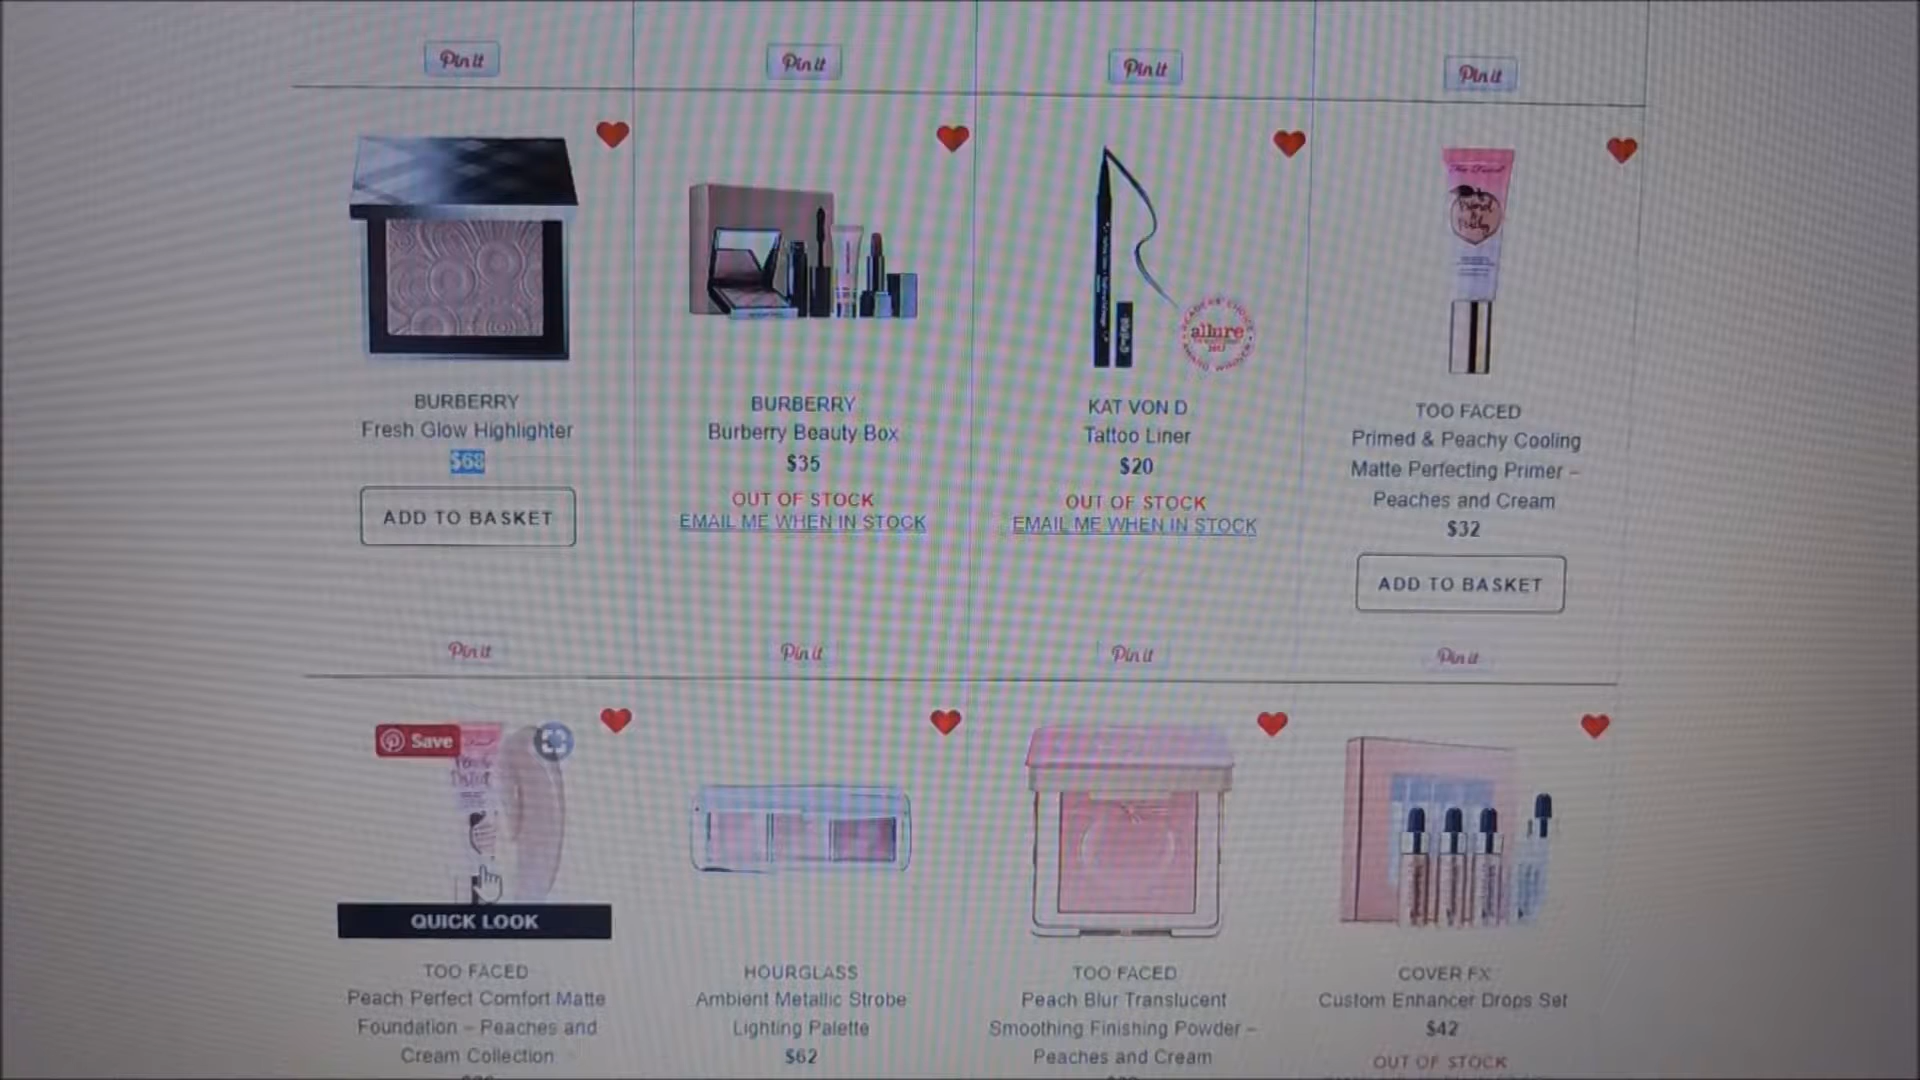 Pin it
Pin it
Pin it
Pin it
allure
BURBERRY
Fresh Glow Highlighter
$68
ADD TO BASKET
BURBERRY
Burberry Beauty Box
$35
OUT OF STOCK
EMAIL ME WHEN IN STOCK
KAT VON D
Tattoo Liner
$20
OUT OF STOCK
EMAIL ME WHEN IN STOCK
TOO FACED
Primed & Peachy Cooling
Matte Perfecting Primer –
Peaches and Cream
$32
ADD TO BASKET
Pin it
Pin it
Pin it
Pin it
Save
QUICK LOOK
TOO FACED
Peach Perfect Comfort Matte
Foundation – Peaches and
Cream Collection
HOURGLASS
Ambient Metallic Strobe
Lighting Palette
$62
TOO FACED
Peach Blur Translucent
Smoothing Finishing Powder –
Peaches and Cream
COVER FX
Custom Enhancer Drops Set
$42
OUT OF STOCK